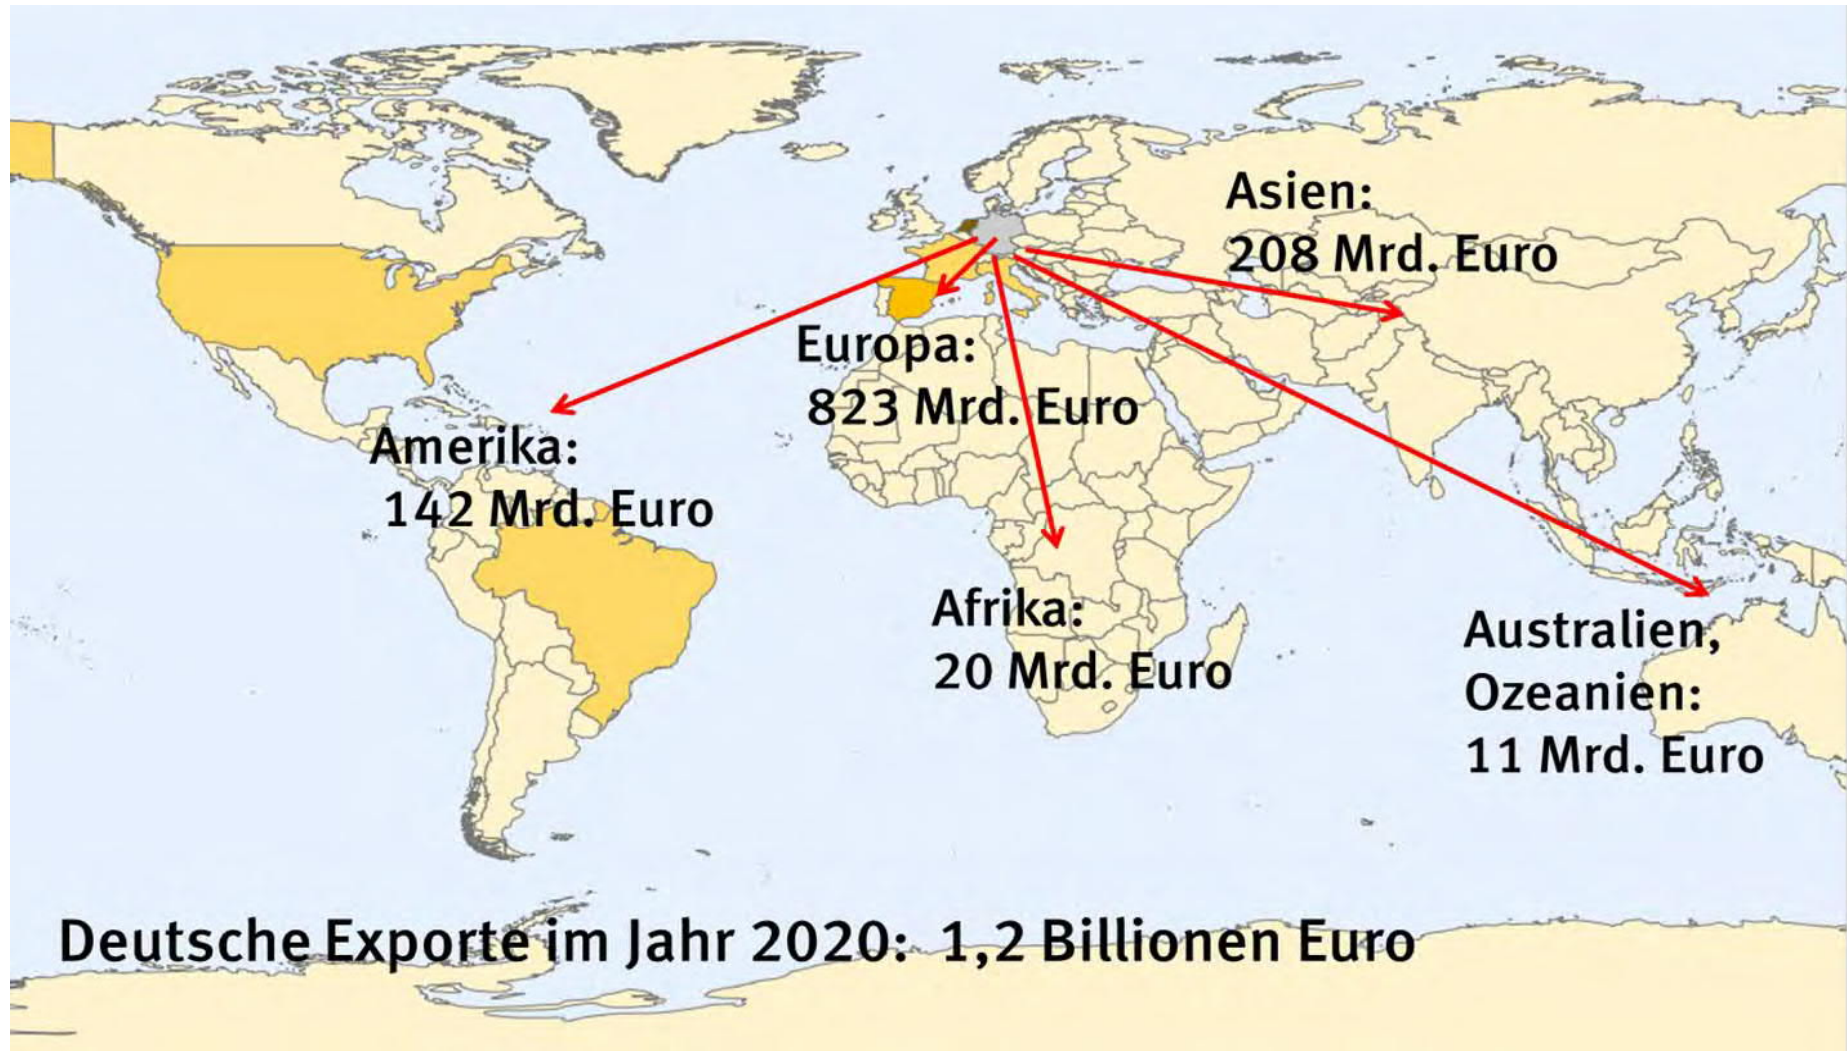 Asien:
208 Mrd. Euro
Europa:
823 Mrd. Euro
Amerika:
142 Mrd. Euro
Afrika:
20 Mrd. Euro
Australien,
Ozeanien:
11 Mrd. Euro
Deutsche Exporte im Jahr 2020: 1,2 Billionen Euro